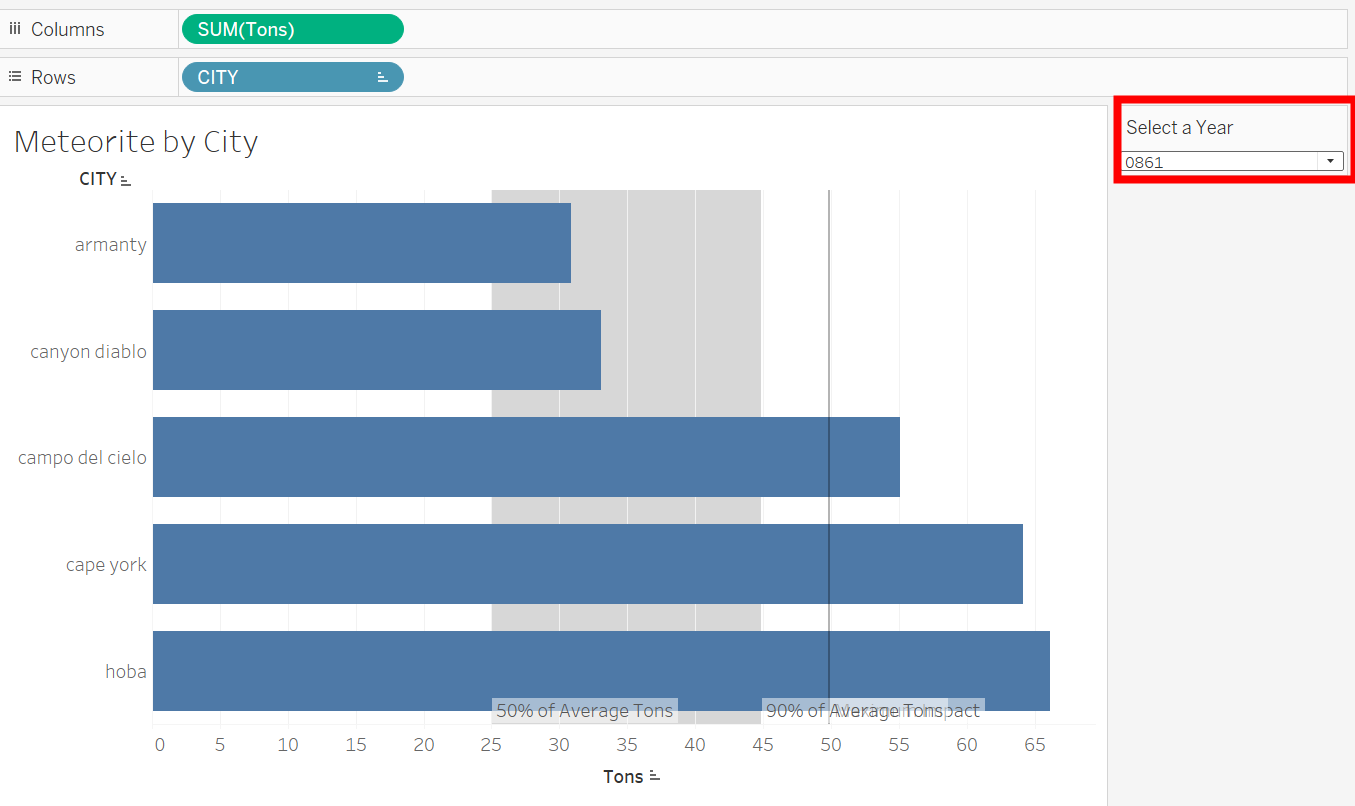 Columns
SUM(Tons)
Rows
CITY
Select a Year
0861
Meteorite by City
CITY
armanty
canyon diablo
campo del cielo
cape york
hoba
50% of Average Tons
90% of Average Tons
0 5 10 15 20 25 30 35 40 45 50 55 60 65
Tons